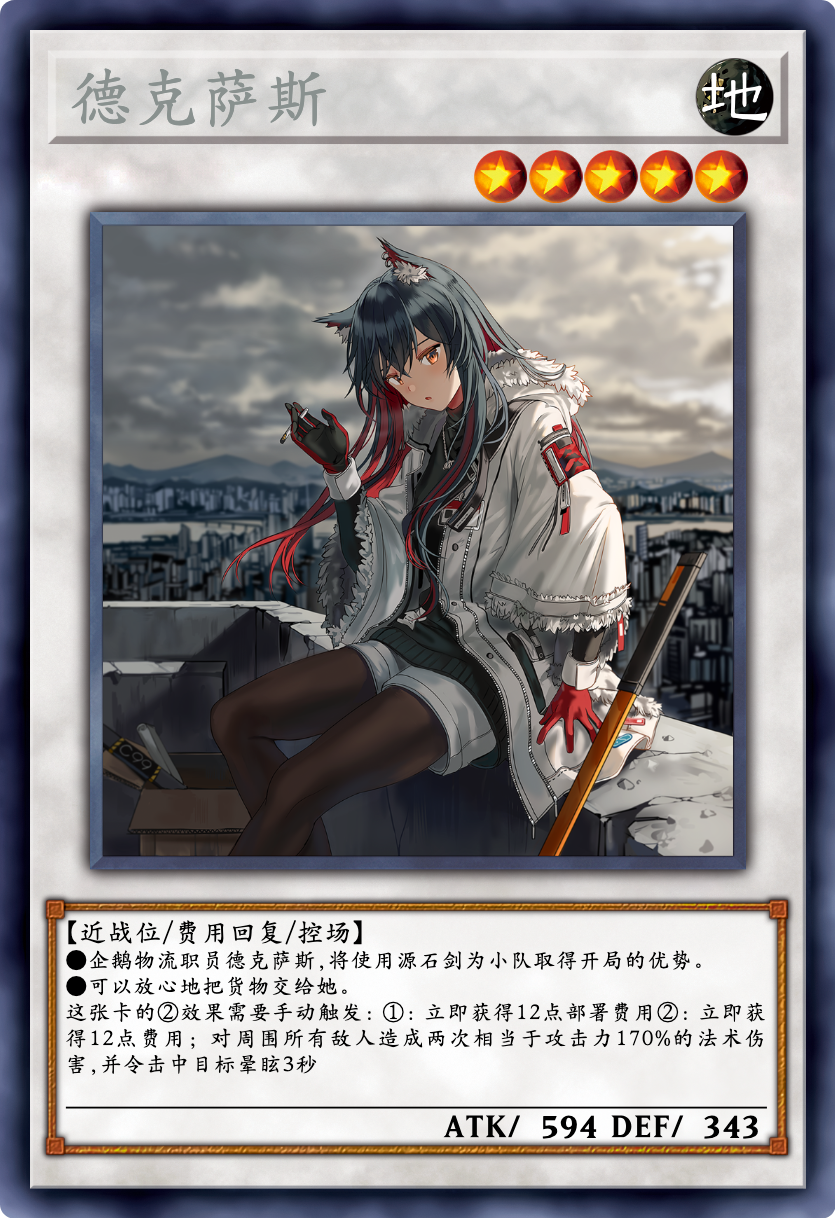 德克萨斯
地
C99
【近战位/费用回复/控场】
●企鹅物流职员德克萨斯,将使用源石剑为小队取得开局的优势。
●可以放心地把货物交给她。
这张卡的②效果需要手动触发：①：立即获得12点部署费用②：立即获
得12点费用；对周围所有敌人造成两次相当于攻击力170%的法术伤
害,并令击中目标晕眩3秒
ATK/ 594 DEF/ 343